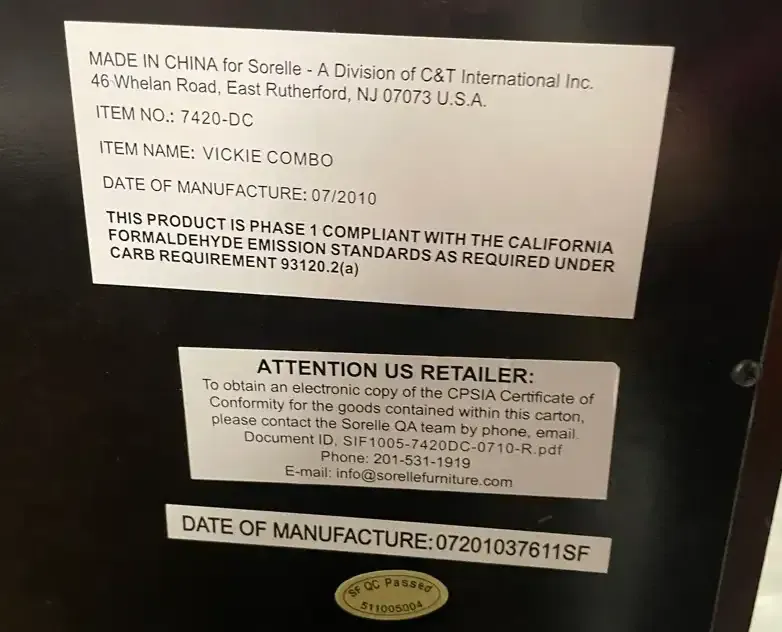 MADE IN CHINA for Sorelle - A Division of C&T International Inc.
46 Whelan Road, East Rutherford, NJ 07073 U.S.A.
ITEM NO.: 7420-DC
ITEM NAME: VICKIE COMBO
DATE OF MANUFACTURE: 07/2010
THIS PRODUCT IS PHASE 1 COMPLIANT WITH THE CALIFORNIA
FORMALDEHYDE EMISSION STANDARDS AS REQUIRED UNDER
CARB REQUIREMENT 93120.2(a)
ATTENTION US RETAILER:
To obtain an electronic copy of the CPSIA Certificate of
Conformity for the goods contained within this carton,
please contact the Sorelle QA team by phone, email.
Document ID, SIF1005-7420DC-0710-R.pdf
Phone: 201-531-1919
E-mail: info@sorellefurniture.com
DATE OF MANUFACTURE:07201037611SF
SF QC Passed
511005004